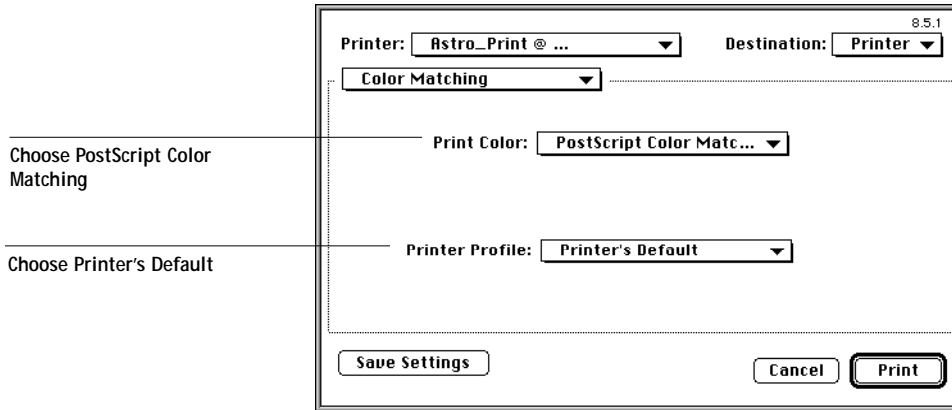 8.5.1
Printer: Astro_Print @ ... Destination: Printer
Color Matching
Print Color: PostScript Color Matc...
Choose PostScript Color
Matching
Printer Profile: Printer's Default
Choose Printer's Default
Save Settings Cancel Print